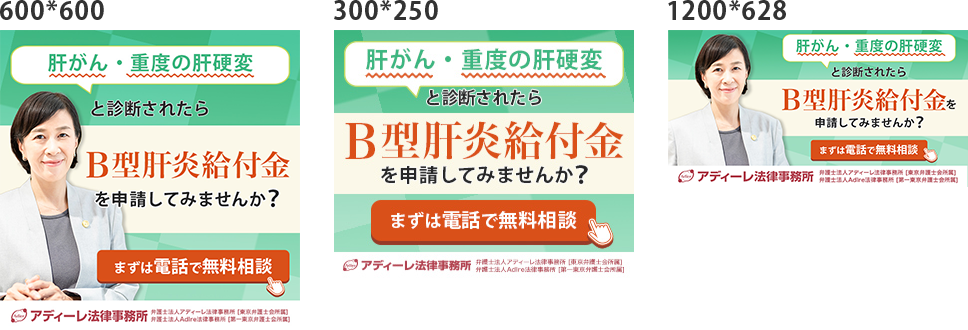 600*600
肝がん・重度の肝硬変
と診断されたら
B型肝炎給付金
を申請してみませんか?
まずは電話で無料相談
Adire
アディーレ法律事務所
弁護士法人アディーレ法律事務所 [東京弁護士会所属]
弁護士法人AdIre法律事務所 [第一東京弁護士会所属]
300*250
肝がん・重度の肝硬変
と診断されたら
B型肝炎給付金
を申請してみませんか?
まずは電話で無料相談
Adire
アディーレ法律事務所
弁護士法人アディーレ法律事務所 [東京弁護士会所属]
弁護士法人AdIre法律事務所 [第一東京弁護士会所属]
1200*628
肝がん・重度の肝硬変
と診断されたら
B型肝炎給付金を
申請してみませんか?
まずは電話で無料相談
Adire
アディーレ法律事務所
弁護士法人アディーレ法律事務所 [東京弁護士会所属]
弁護士法人AdIre法律事務所 [第一東京弁護士会所属]